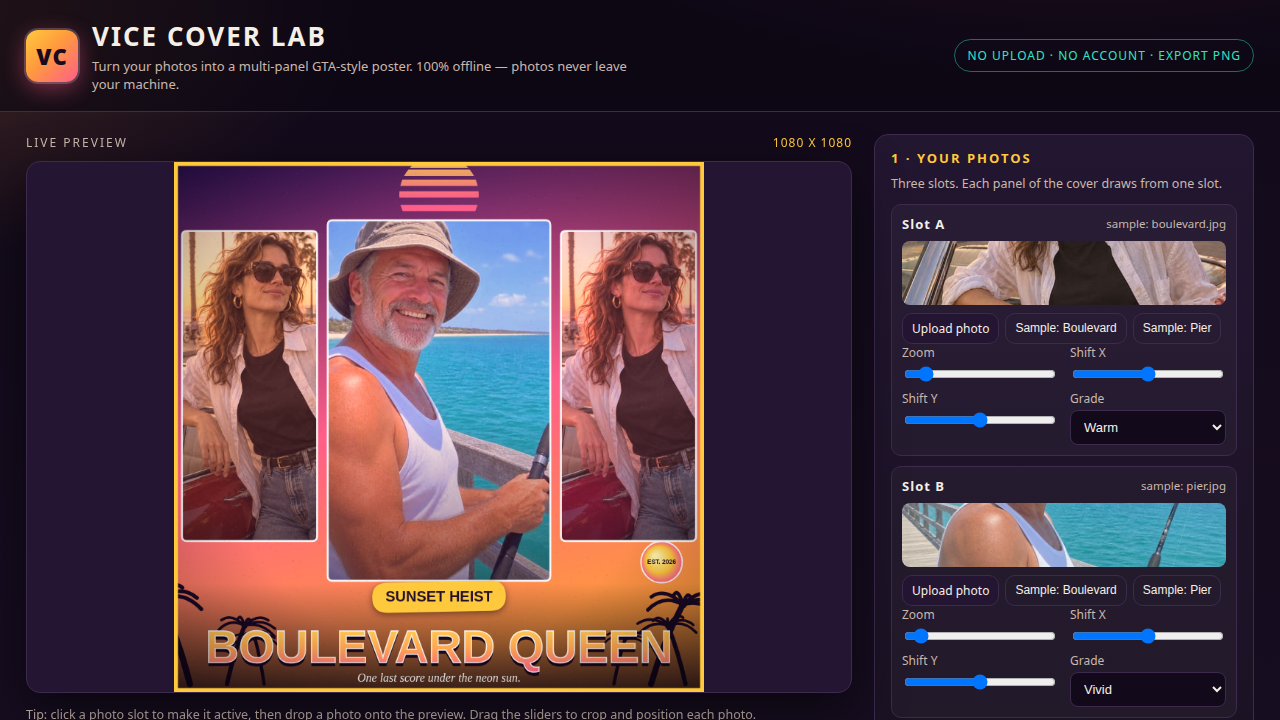 vc
VICE COVER LAB
Turn your photos into a multi-panel GTA-style poster. 100% offline — photos never leave
your machine.
NO UPLOAD · NO ACCOUNT · EXPORT PNG
LIVE PREVIEW
1080 X 1080
EST. 2026
SUNSET HEIST
BOULEVARD QUEEN
One last score under the neon sun.
Tip: click a photo slot to make it active, then drop a photo onto the preview. Drag the sliders to crop and position each photo.
1 · YOUR PHOTOS
Three slots. Each panel of the cover draws from one slot.
Slot A
sample: boulevard.jpg
Upload photo
Sample: Boulevard
Sample: Pier
Zoom
Shift X
Shift Y
Grade
Warm
Slot B
sample: pier.jpg
Upload photo
Sample: Boulevard
Sample: Pier
Zoom
Shift X
Shift Y
Grade
Vivid